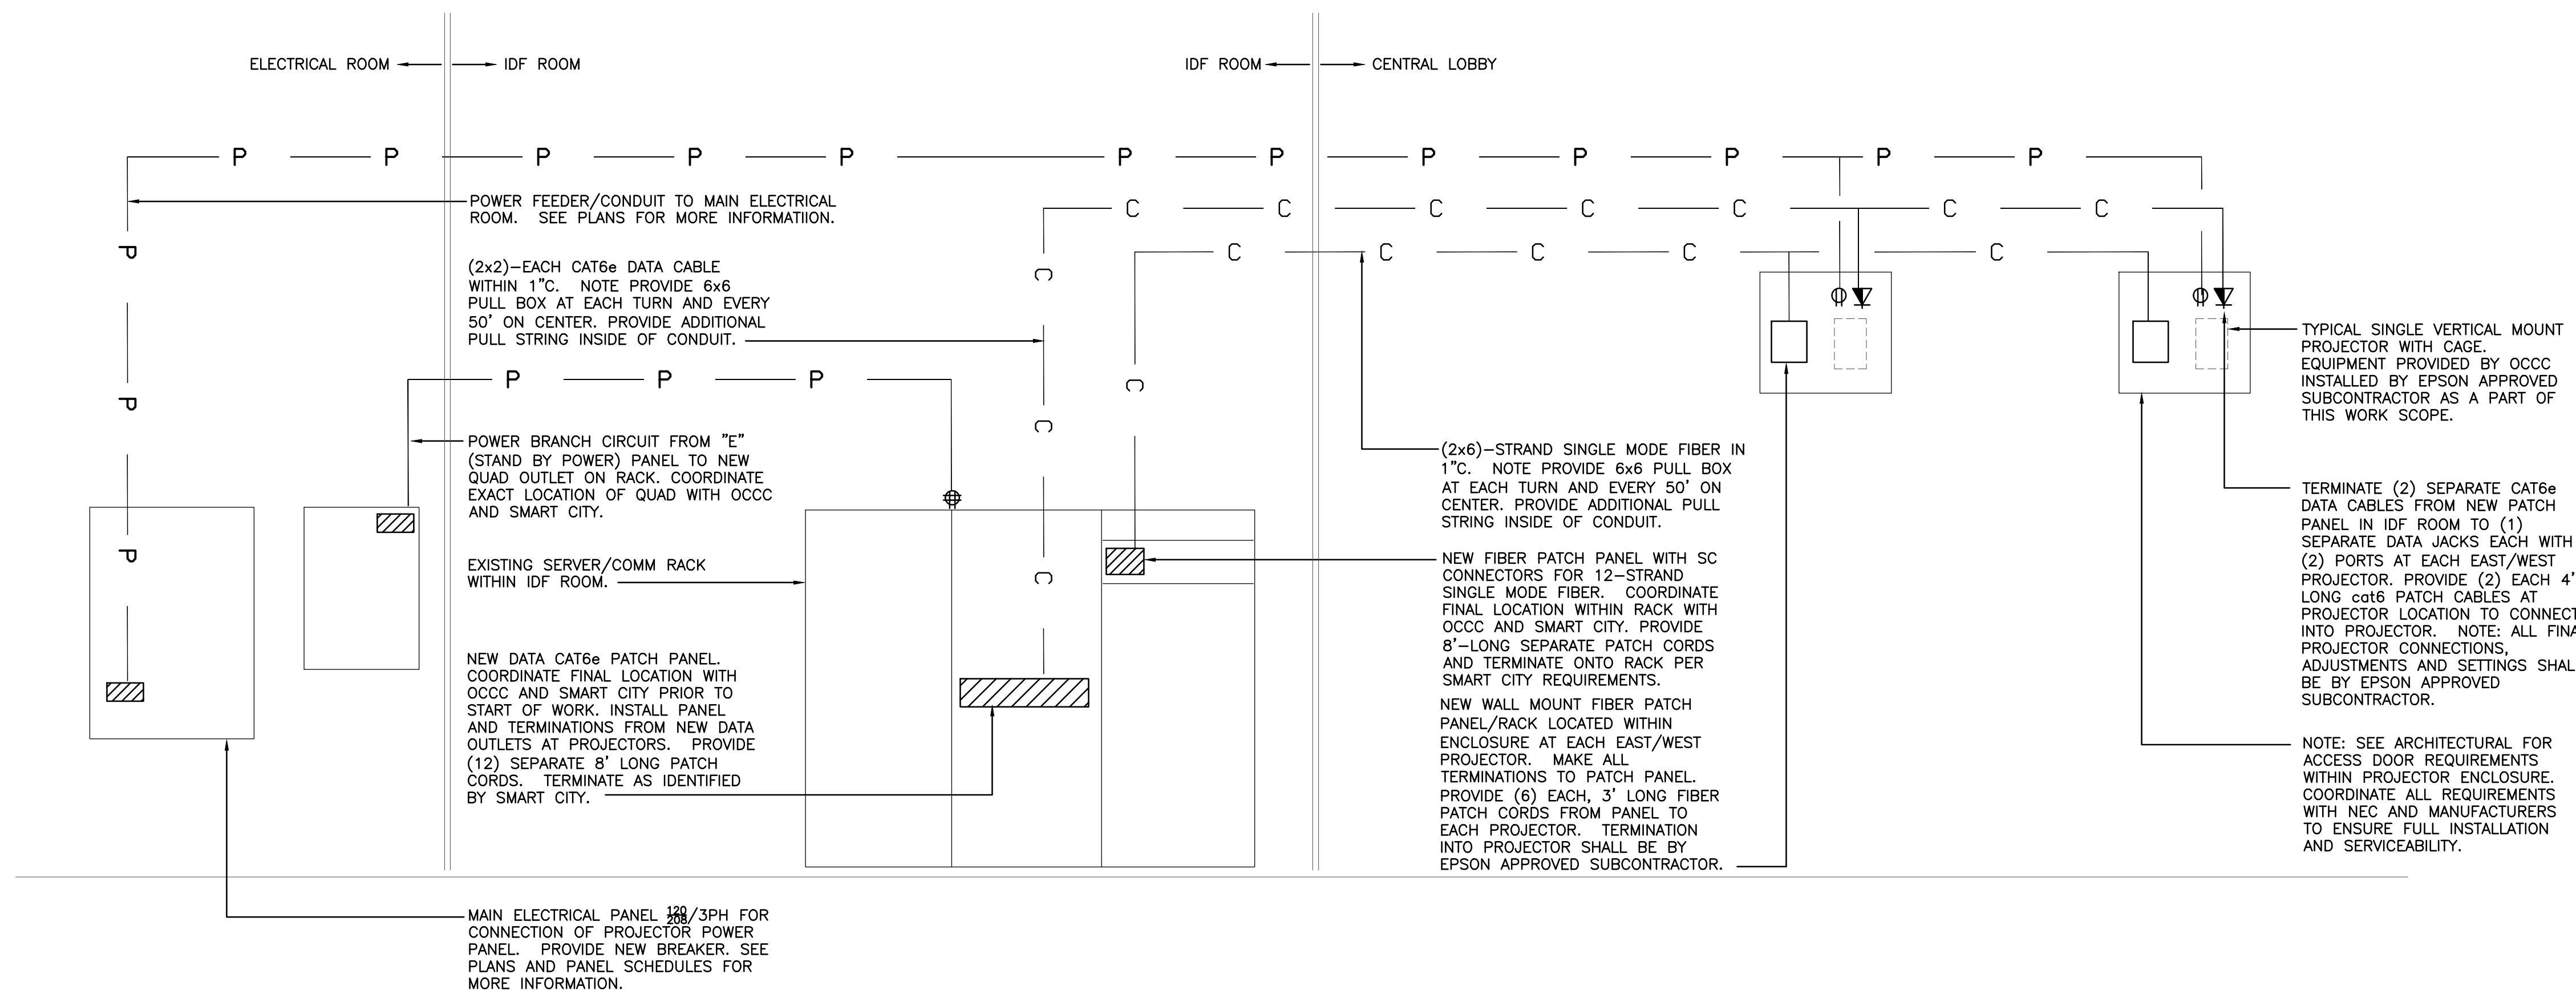 ELECTRICAL ROOM
IDF ROOM
IDF ROOM
CENTRAL LOBBY
P P P P P P P P P P P P
POWER FEEDER/CONDUIT TO MAIN ELECTRICAL
ROOM. SEE PLANS FOR MORE INFORMATIION.
C C C C C C C
C C C C C C
P
P
P
(2x2)-EACH CAT6e DATA CABLE
WITHIN 1"C. NOTE PROVIDE 6x6
PULL BOX AT EACH TURN AND EVERY
50' ON CENTER. PROVIDE ADDITIONAL
PULL STRING INSIDE OF CONDUIT.
C
C
C
C
P P P
POWER BRANCH CIRCUIT FROM "E"
(STAND BY POWER) PANEL TO NEW
QUAD OUTLET ON RACK. COORDINATE
EXACT LOCATION OF QUAD WITH OCCC
AND SMART CITY.
EXISTING SERVER/COMM RACK
WITHIN IDF ROOM.
NEW DATA CAT6e PATCH PANEL.
COORDINATE FINAL LOCATION WITH
OCCC AND SMART CITY PRIOR TO
START OF WORK. INSTALL PANEL
AND TERMINATIONS FROM NEW DATA
OUTLETS AT PROJECTORS. PROVIDE
(12) SEPARATE 8' LONG PATCH
CORDS. TERMINATE AS IDENTIFIED
BY SMART CITY.
MAIN ELECTRICAL PANEL 120/208/3PH FOR
CONNECTION OF PROJECTOR POWER
PANEL. PROVIDE NEW BREAKER. SEE
PLANS AND PANEL SCHEDULES FOR
MORE INFORMATION.
(2x6)-STRAND SINGLE MODE FIBER IN
1"C. NOTE PROVIDE 6x6 PULL BOX
AT EACH TURN AND EVERY 50' ON
CENTER. PROVIDE ADDITIONAL PULL
STRING INSIDE OF CONDUIT.
NEW FIBER PATCH PANEL WITH SC
CONNECTORS FOR 12-STRAND
SINGLE MODE FIBER. COORDINATE
FINAL LOCATION WITHIN RACK WITH
OCCC AND SMART CITY. PROVIDE
8'-LONG SEPARATE PATCH CORDS
AND TERMINATE ONTO RACK PER
SMART CITY REQUIREMENTS.
NEW WALL MOUNT FIBER PATCH
PANEL/RACK LOCATED WITHIN
ENCLOSURE AT EACH EAST/WEST
PROJECTOR. MAKE ALL
TERMINATIONS TO PATCH PANEL.
PROVIDE (6) EACH, 3' LONG FIBER
PATCH CORDS FROM PANEL TO
EACH PROJECTOR. TERMINATION
INTO PROJECTOR SHALL BE BY
EPSON APPROVED SUBCONTRACTOR.
TYPICAL SINGLE VERTICAL MOUNT
PROJECTOR WITH CAGE.
EQUIPMENT PROVIDED BY OCCC
INSTALLED BY EPSON APPROVED
SUBCONTRACTOR AS A PART OF
THIS WORK SCOPE.
TERMINATE (2) SEPARATE CAT6e
DATA CABLES FROM NEW PATCH
PANEL IN IDF ROOM TO (1)
SEPARATE DATA JACKS EACH WITH
(2) PORTS AT EACH EAST/WEST
PROJECTOR. PROVIDE (2) EACH 4'
LONG cat6 PATCH CABLES AT
PROJECTOR LOCATION TO CONNECT
INTO PROJECTOR. NOTE: ALL FINA
PROJECTOR CONNECTIONS,
ADJUSTMENTS AND SETTINGS SHAL
BE BY EPSON APPROVED
SUBCONTRACTOR.
NOTE: SEE ARCHITECTURAL FOR
ACCESS DOOR REQUIREMENTS
WITHIN PROJECTOR ENCLOSURE.
COORDINATE ALL REQUIREMENTS
WITH NEC AND MANUFACTURERS
TO ENSURE FULL INSTALLATION
AND SERVICEABILITY.